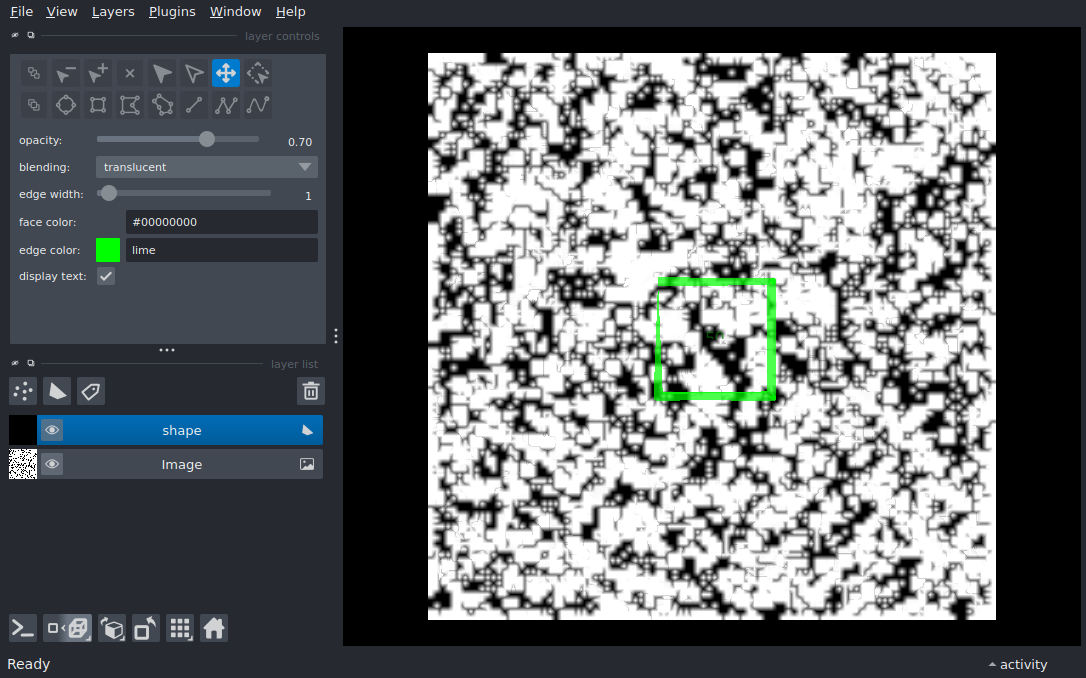 File View Layers Plugins Window Help
layer controls
opacity: 0.70
blending: translucent
edge width: 1
face color: #00000000
edge color: lime
display text:
layer list
shape
Image
Ready
activity